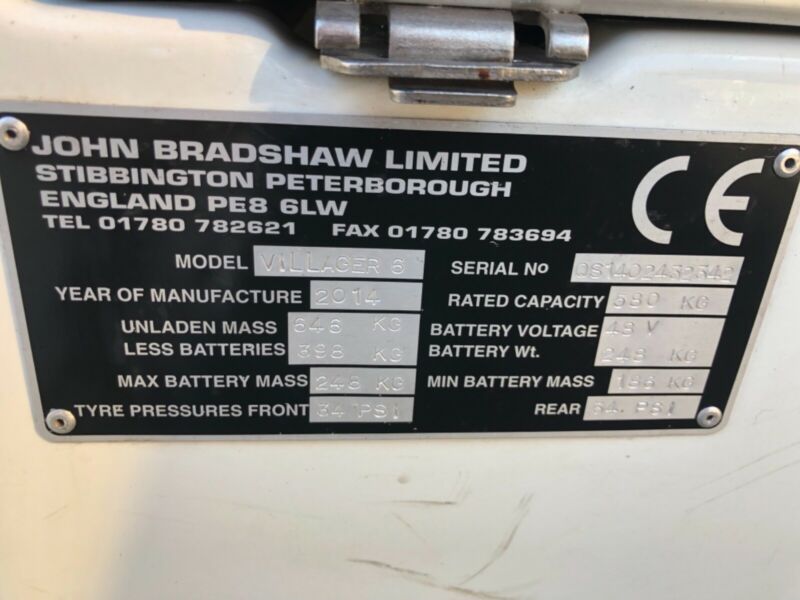 JOHN BRADSHAW LIMITED
STIBBINGTON PETERBOROUGH
ENGLAND PE8 6LW
TEL 01780 782621 FAX 01780 783694
CE
MODEL VILLAGER 6 SERIAL No QS1402432342
YEAR OF MANUFACTURE 2014 RATED CAPACITY 580 KG
UNLADEN MASS 646 KG BATTERY VOLTAGE 48 V
LESS BATTERIES 398 KG BATTERY Wt. 248 KG
MAX BATTERY MASS 248 KG MIN BATTERY MASS KG
TYRE PRESSURES FRONT 34 PSI REAR PSI